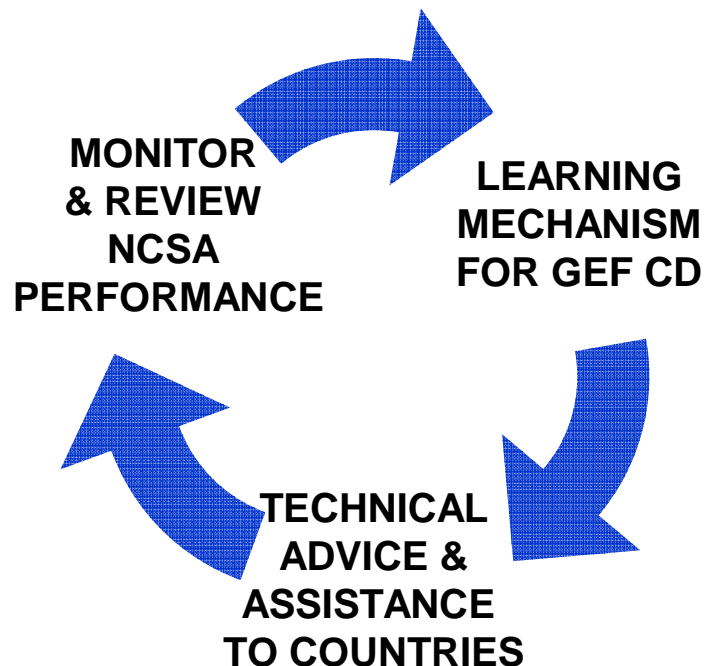 MONITOR
& REVIEW
NCSA
PERFORMANCE
LEARNING
MECHANISM
FOR GEF CD
TECHNICAL
ADVICE &
ASSISTANCE
TO COUNTRIES